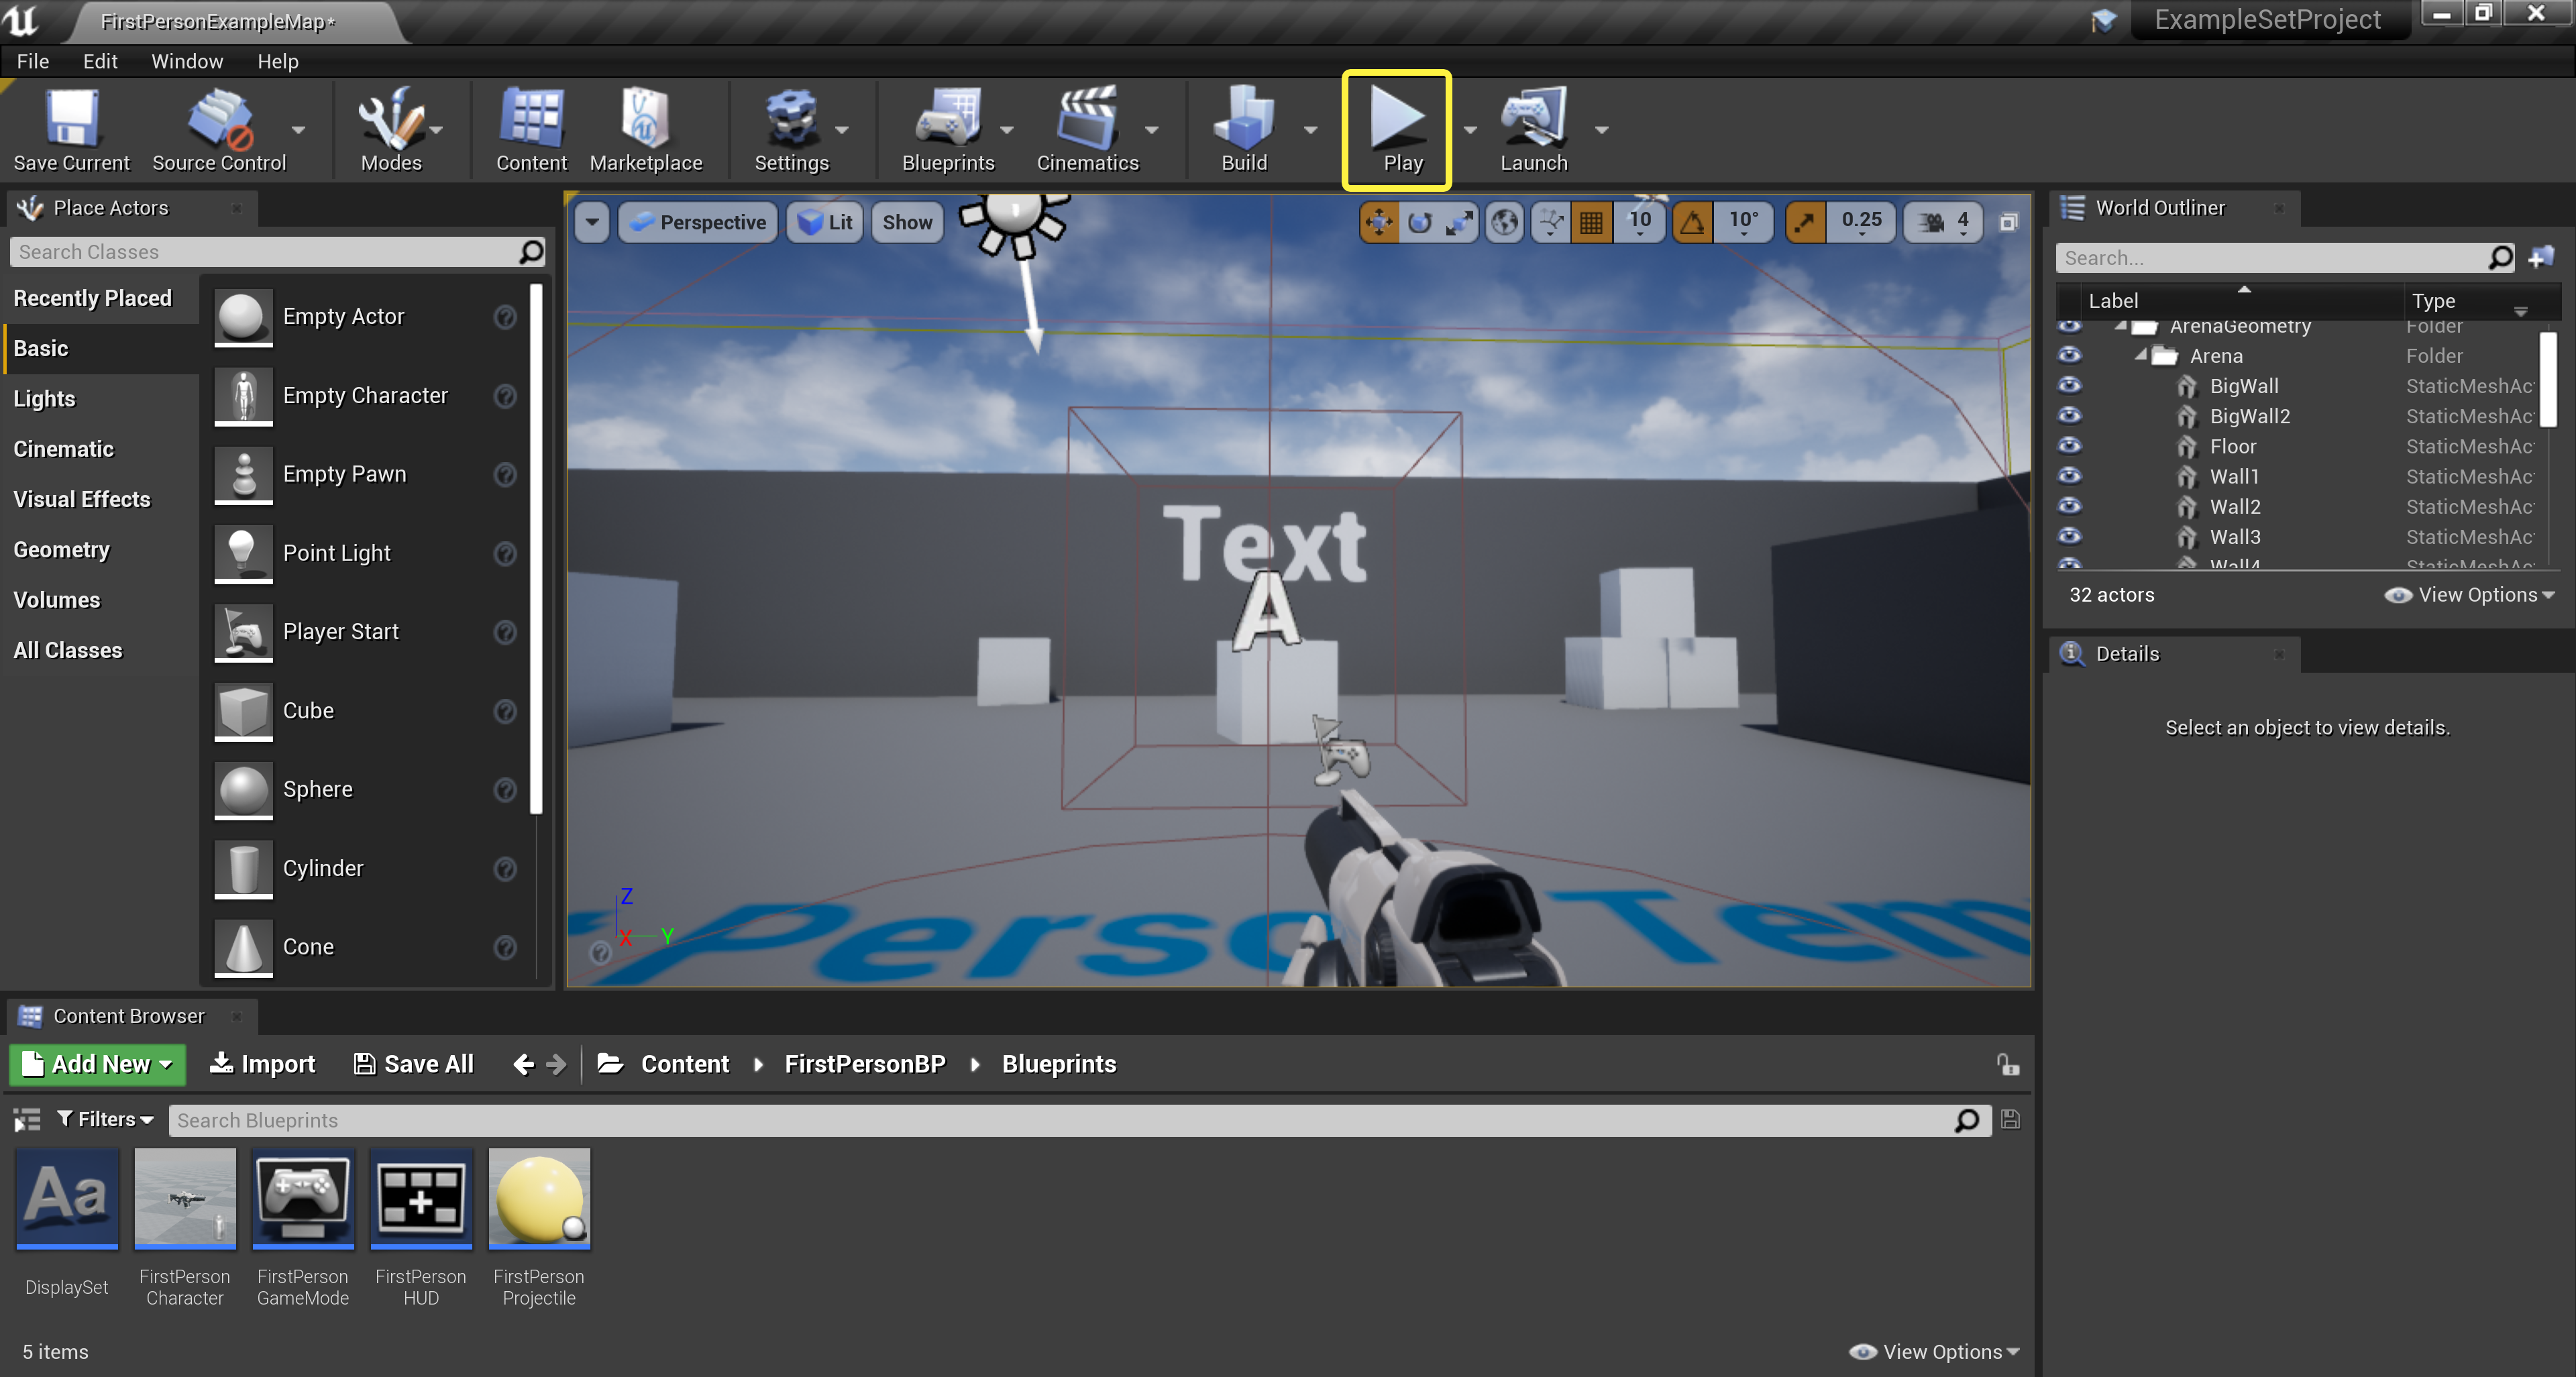 FirstPersonExampleMap*
ExampleSetProject
File Edit Window Help
Save Current Source Control Modes Content Marketplace Settings Blueprints Cinematics Build Play Launch
Place Actors
Search Classes
Recently Placed
Basic
Lights
Cinematic
Visual Effects
Geometry
Volumes
All Classes
Empty Actor
Empty Character
Empty Pawn
Point Light
Player Start
Cube
Sphere
Cylinder
Cone
Perspective Lit Show
10 10° 0.25 4
Text
A
Perso Tem
Z
X Y
World Outliner
Search...
Label Type
ArenaGeometry Folder
Arena Folder
BigWall StaticMeshAc
BigWall2 StaticMeshAc
Floor StaticMeshAc
Wall1 StaticMeshAc
Wall2 StaticMeshAc
Wall3 StaticMeshAc
Wall4 StaticMeshAc
32 actors View Options
Details
Select an object to view details.
Content Browser
Add New Import Save All Content FirstPersonBP Blueprints
Filters Search Blueprints
Aa
DisplaySet
FirstPerson
Character
FirstPerson
GameMode
FirstPerson
HUD
FirstPerson
Projectile
5 items View Options